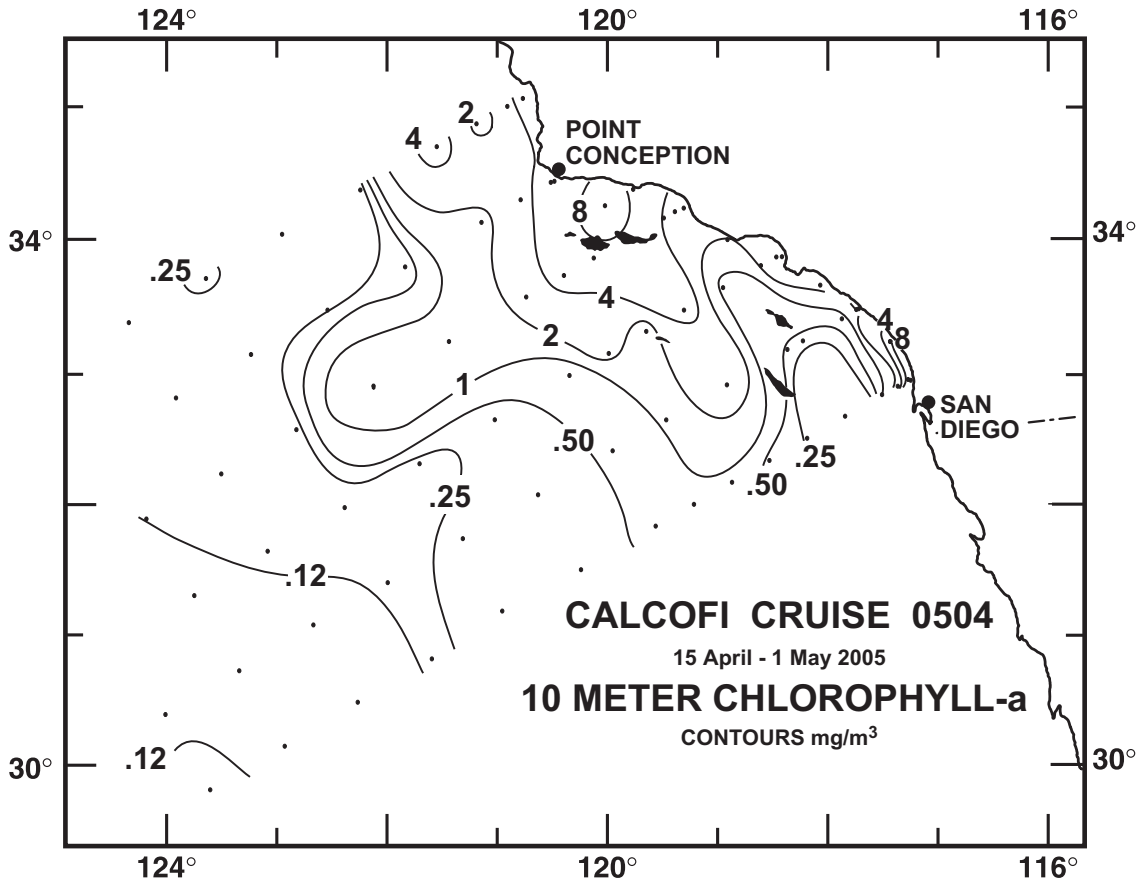 124° 120° 116°
2
4
POINT
CONCEPTION
8
34° 34°
.25
4
4
2
8
1
SAN
DIEGO
.50
.25
.25
.50
.12
CALCOFI CRUISE 0504
15 April - 1 May 2005
10 METER CHLOROPHYLL-a
CONTOURS mg/m³
.12
30° 30°
124° 120° 116°